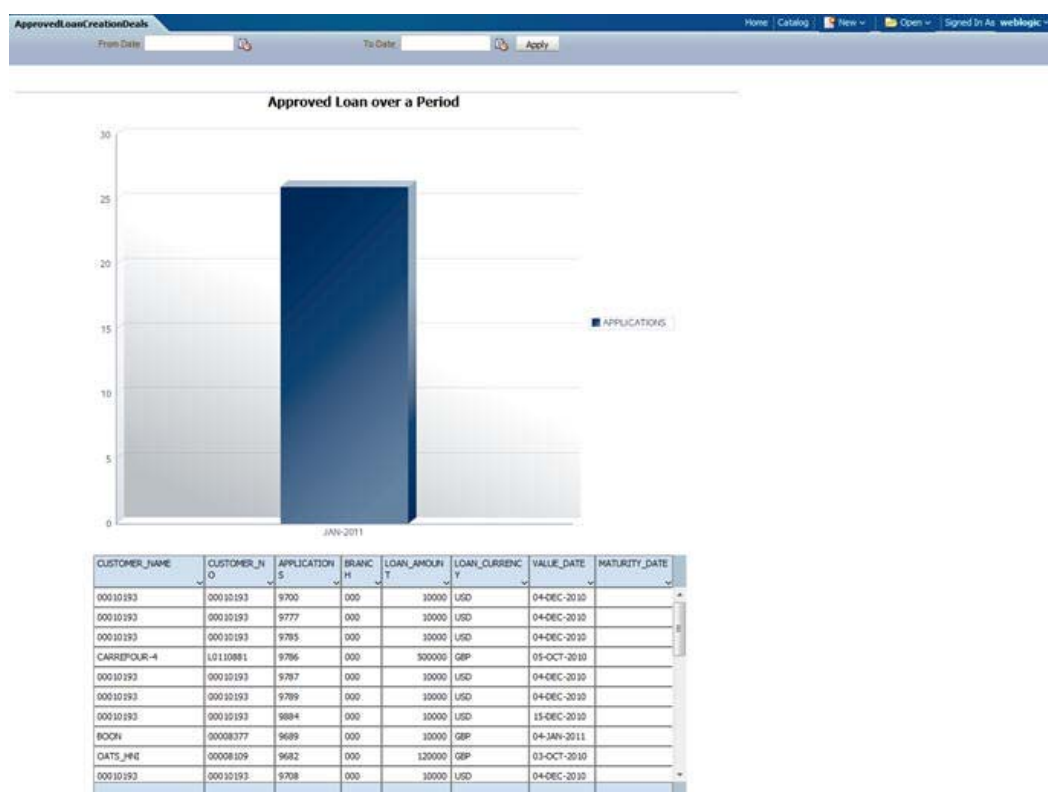 ApprovedLoanCreationDeals Home Catalog New Open Signed In As weblogic
From Date To Date Apply
Approved Loan over a Period
30
25
20
15
10
5
0
APPLICATIONS
JAN-2011
CUSTOMER_NAME CUSTOMER_NO APPLICATIONS BRANCH LOAN_AMOUNT LOAN_CURRENCY VALUE_DATE MATURITY_DATE
00010193 00010193 9700 000 10000 USD 04-DEC-2010
00010193 00010193 9777 000 10000 USD 04-DEC-2010
00010193 00010193 9785 000 10000 USD 04-DEC-2010
CARREFOUR-4 L0110881 9786 000 500000 GBP 05-OCT-2010
00010193 00010193 9787 000 10000 USD 04-DEC-2010
00010193 00010193 9789 000 10000 USD 04-DEC-2010
00010193 00010193 9884 000 10000 USD 15-DEC-2010
BOON 00008377 9689 000 10000 GBP 04-JAN-2011
OATS_HNI 00008109 9682 000 120000 GBP 03-OCT-2010
00010193 00010193 9708 000 10000 USD 04-DEC-2010